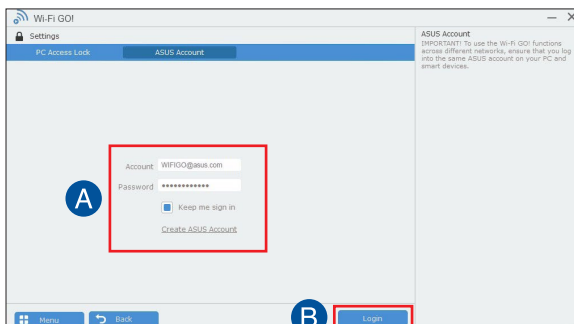 Wi-Fi GO!
Settings
PC Access Lock
ASUS Account
ASUS Account
IMPORTANT! To use the Wi-Fi GO! functions
across different networks, ensure that you log
into the same ASUS account on your PC and
smart devices.
Account
WIFIGO@asus.com
Password
••••••••••••
Keep me sign in
Create ASUS Account
A
B
Menu
Back
Login